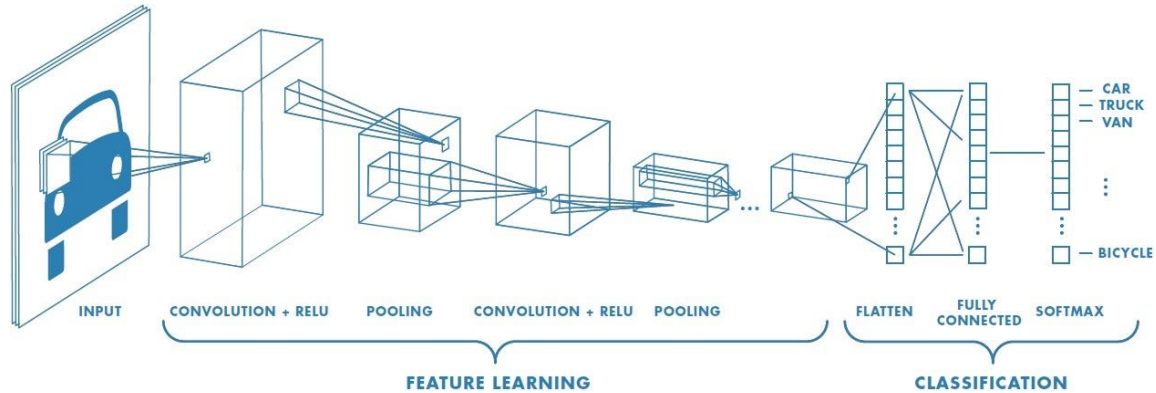 CAR
TRUCK
VAN
BICYCLE
INPUT
CONVOLUTION + RELU
POOLING
CONVOLUTION + RELU
POOLING
FLATTEN
FULLY
CONNECTED
SOFTMAX
FEATURE LEARNING
CLASSIFICATION